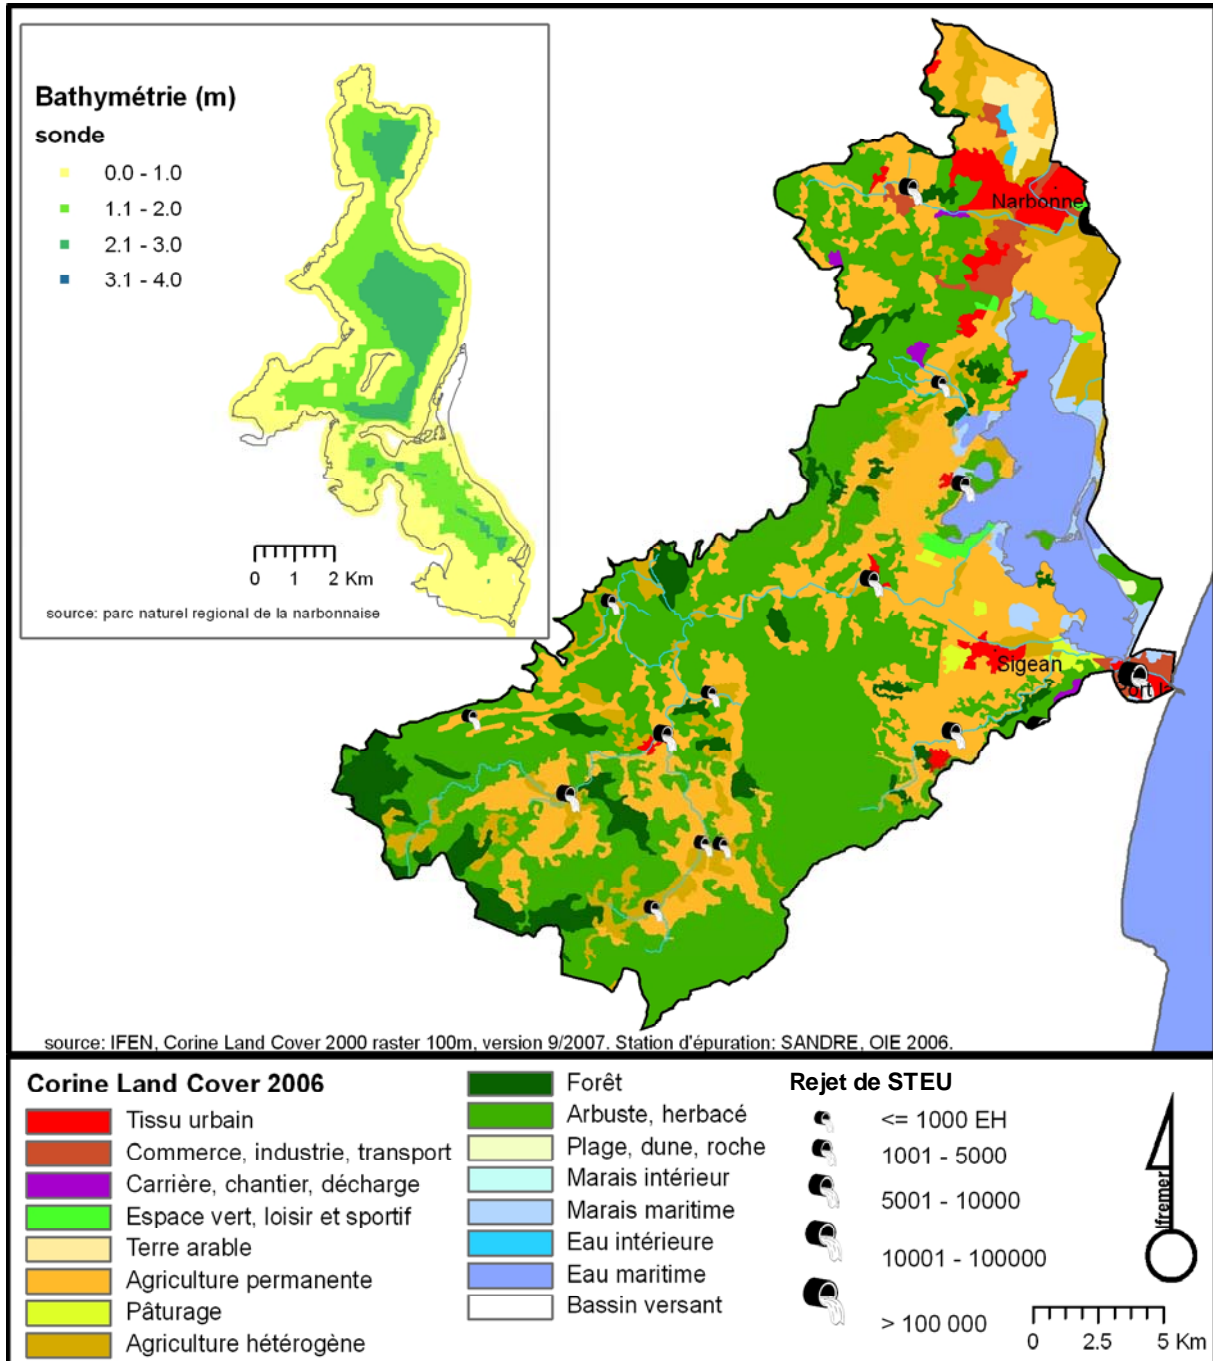 Bathymétrie (m)
sonde
0.0 - 1.0
1.1 - 2.0
2.1 - 3.0
3.1 - 4.0
0 1 2 Km
source: parc naturel regional de la narbonnaise
Narbonne
Sigean
Port l
source: IFEN, Corine Land Cover 2000 raster 100m, version 9/2007. Station d'épuration: SANDRE, OIE 2006.
Corine Land Cover 2006
Tissu urbain
Commerce, industrie, transport
Carrière, chantier, décharge
Espace vert, loisir et sportif
Terre arable
Agriculture permanente
Pâturage
Agriculture hétérogène
Forêt
Arbuste, herbacé
Plage, dune, roche
Marais intérieur
Marais maritime
Eau intérieure
Eau maritime
Bassin versant
Rejet de STEU
<= 1000 EH
1001 - 5000
5001 - 10000
10001 - 100000
> 100 000
Ifremer
0 2.5 5 Km